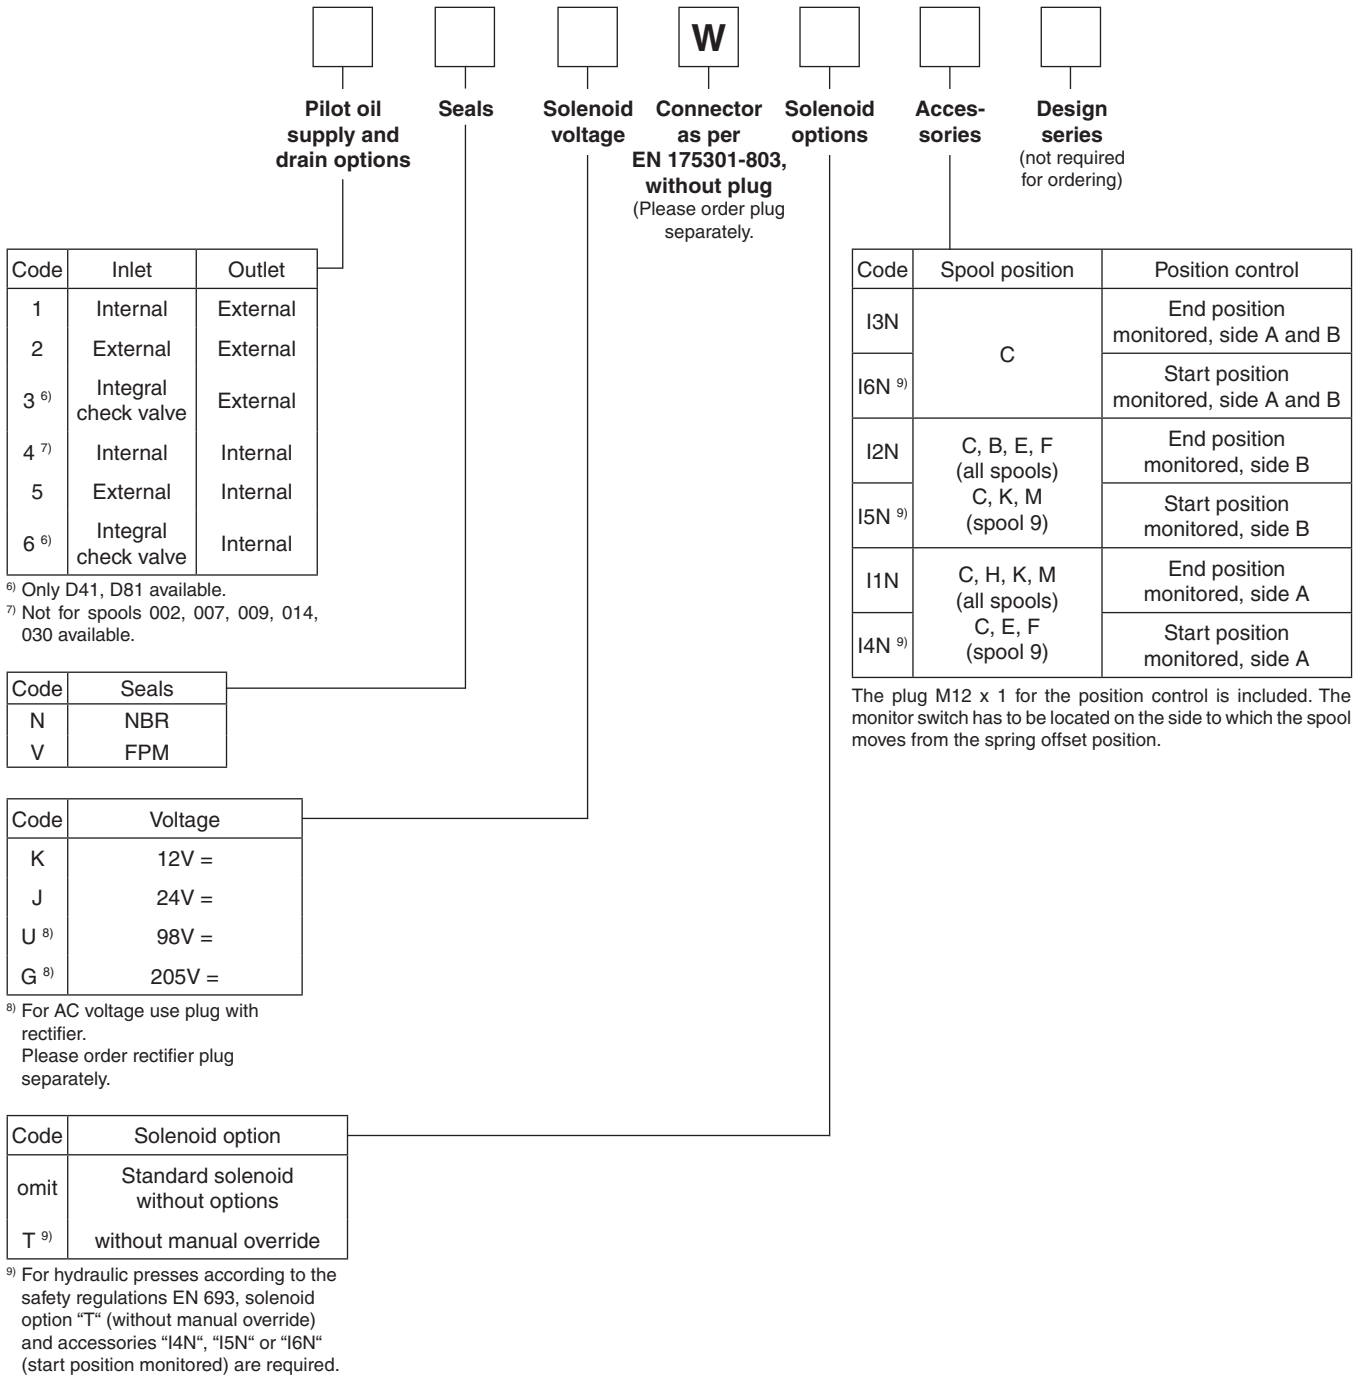 W
Pilot oil
supply and
drain options
Seals
Solenoid
voltage
Connector
as per
EN 175301-803,
without plug
(Please order plug
separately.
Solenoid
options
Acces-
sories
Design
series
(not required
for ordering)
Code Inlet Outlet
1 Internal External
2 External External
3 6) Integral
check valve External
4 7) Internal Internal
5 External Internal
6 6) Integral
check valve Internal
6) Only D41, D81 available.
7) Not for spools 002, 007, 009, 014,
030 available.
Code Seals
N NBR
V FPM
Code Voltage
K 12V =
J 24V =
U 8) 98V =
G 8) 205V =
8) For AC voltage use plug with
rectifier.
Please order rectifier plug
separately.
Code Solenoid option
omit Standard solenoid
without options
T 9) without manual override
9) For hydraulic presses according to the
safety regulations EN 693, solenoid
option “T“ (without manual override)
and accessories “I4N“, “I5N“ or “I6N“
(start position monitored) are required.
Code Spool position Position control
I3N
C
End position
monitored, side A and B
I6N 9)
Start position
monitored, side A and B
I2N
C, B, E, F
(all spools)
C, K, M
(spool 9)
End position
monitored, side B
I5N 9)
Start position
monitored, side B
I1N
C, H, K, M
(all spools)
C, E, F
(spool 9)
End position
monitored, side A
I4N 9)
Start position
monitored, side A
The plug M12 x 1 for the position control is included. The
monitor switch has to be located on the side to which the spool
moves from the spring offset position.